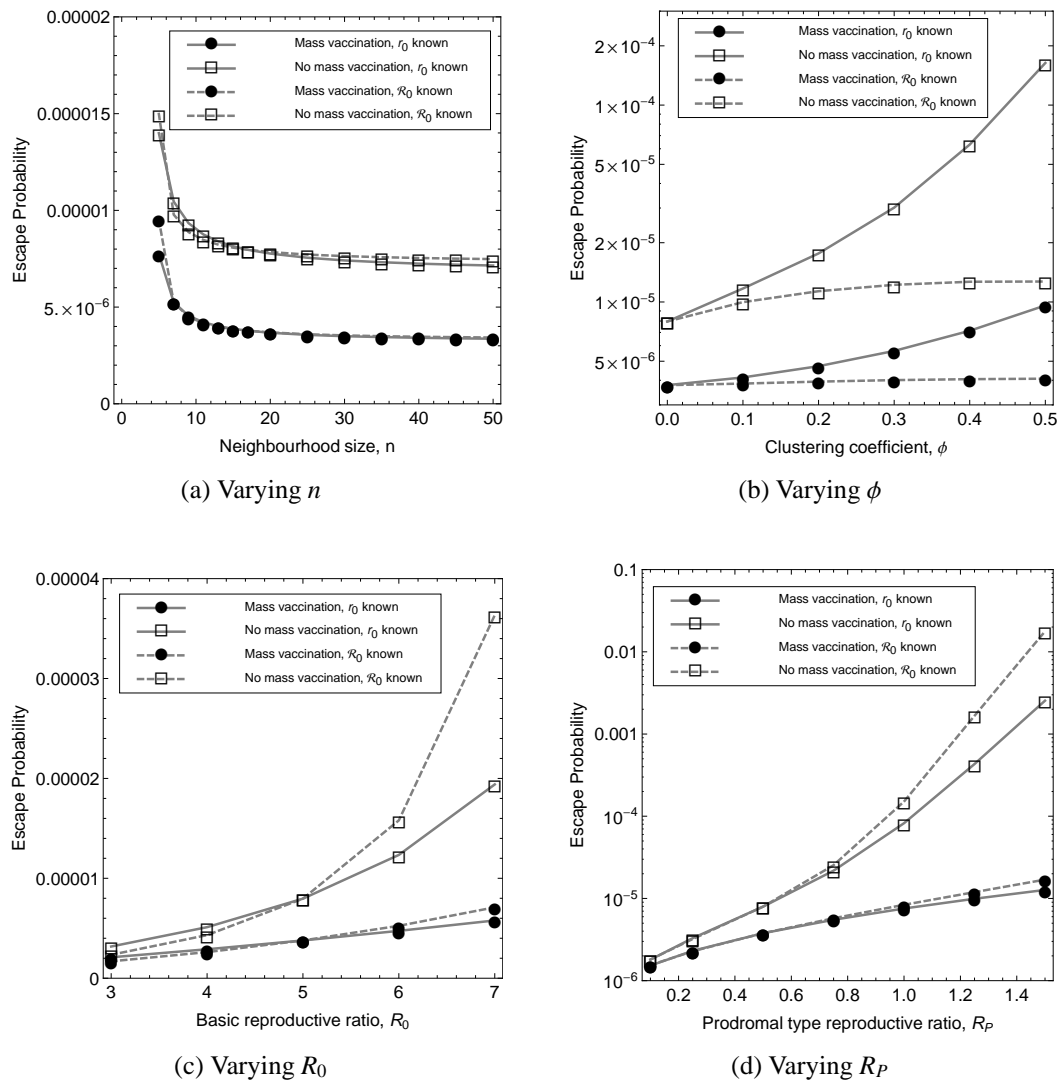 0.00002
0.000015
0.00001
5. × 10⁻⁶
0
Escape Probability
Mass vaccination, r₀ known
No mass vaccination, r₀ known
Mass vaccination, ℛ₀ known
No mass vaccination, ℛ₀ known
0 10 20 30 40 50
Neighbourhood size, n
(a) Varying n
2×10⁻⁴
1×10⁻⁴
5×10⁻⁵
2×10⁻⁵
1×10⁻⁵
5×10⁻⁶
Escape Probability
Mass vaccination, r₀ known
No mass vaccination, r₀ known
Mass vaccination, ℛ₀ known
No mass vaccination, ℛ₀ known
0.0 0.1 0.2 0.3 0.4 0.5
Clustering coefficient, ϕ
(b) Varying ϕ
0.00004
0.00003
0.00002
0.00001
0
Escape Probability
Mass vaccination, r₀ known
No mass vaccination, r₀ known
Mass vaccination, ℛ₀ known
No mass vaccination, ℛ₀ known
3 4 5 6 7
Basic reproductive ratio, R₀
(c) Varying R₀
0.1
0.01
0.001
10⁻⁴
10⁻⁵
10⁻⁶
Escape Probability
Mass vaccination, r₀ known
No mass vaccination, r₀ known
Mass vaccination, ℛ₀ known
No mass vaccination, ℛ₀ known
0.2 0.4 0.6 0.8 1.0 1.2 1.4
Prodromal type reproductive ratio, R_P
(d) Varying R_P